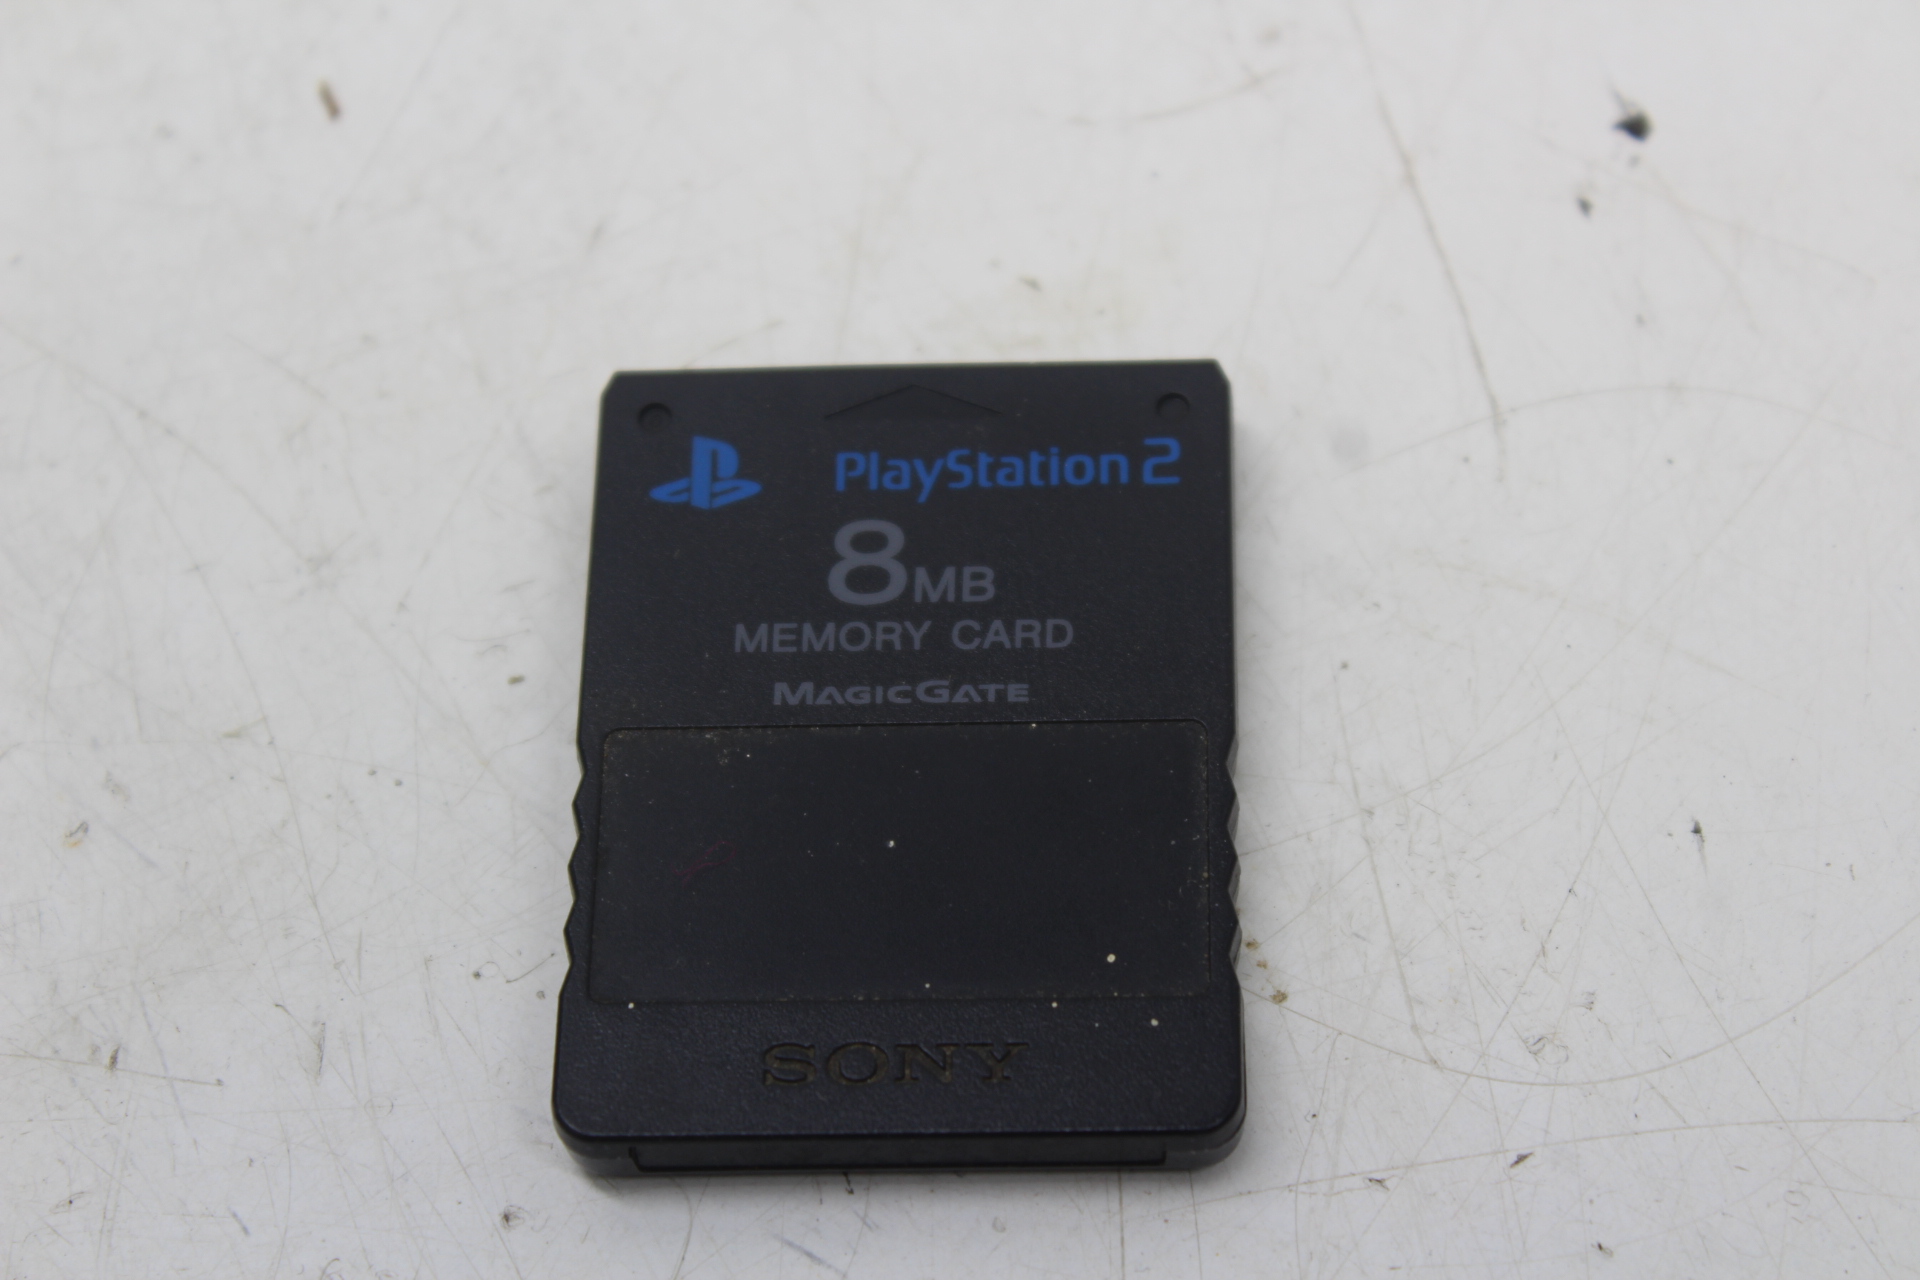 PlayStation 2
8MB
MEMORY CARD
MAGICGATE
SONY